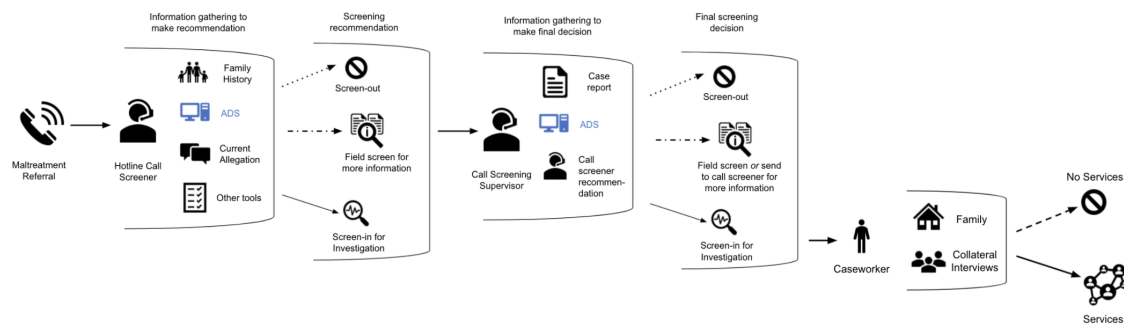 Information gathering to
make recommendation
Screening
recommendation
Information gathering to
make final decision
Final screening
decision
Maltreatment
Referral
Hotline Call
Screener
Family
History
ADS
Current
Allegation
Other tools
Screen-out
Field screen for
more information
Screen-in for
Investigation
Call Screening
Supervisor
Case
report
ADS
Call
screener
recommen-
dation
Screen-out
Field screen or send
to call screener for
more information
Screen-in for
Investigation
Caseworker
Family
Collateral
Interviews
No Services
Services